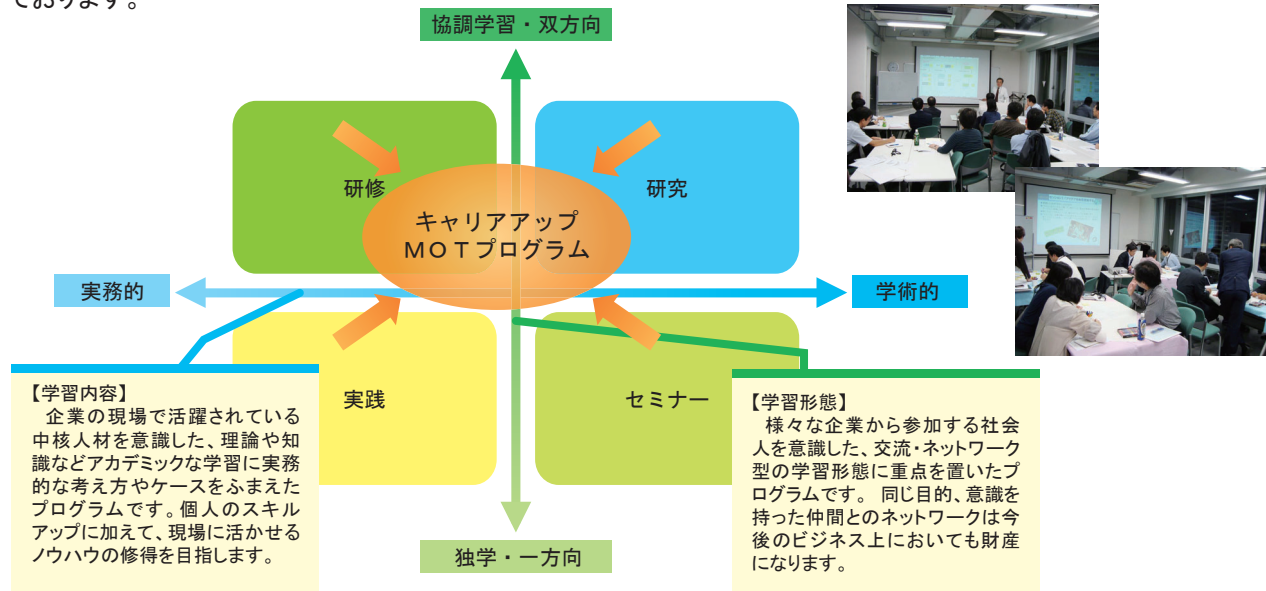 ております。
協調学習・双方向
研修
研究
キャリアアップ
MOTプログラム
実務的
学術的
実践
セミナー
【学習内容】
　企業の現場で活躍されている
中核人材を意識した、理論や知
識などアカデミックな学習に実務
的な考え方やケースをふまえた
プログラムです。個人のスキル
アップに加えて、現場に活かせる
ノウハウの修得を目指します。
【学習形態】
　様々な企業から参加する社会
人を意識した、交流・ネットワーク
型の学習形態に重点を置いたプ
ログラムです。 同じ目的、意識を
持った仲間とのネットワークは今
後のビジネス上においても財産
になります。
独学・一方向